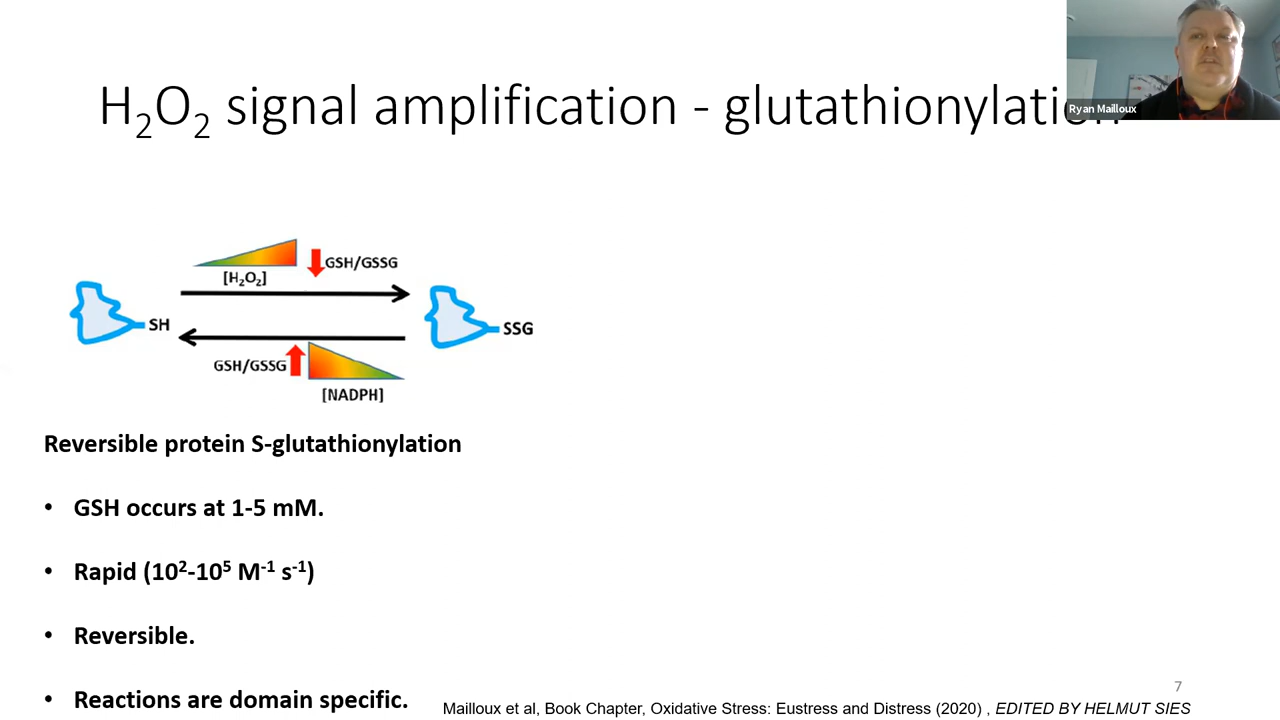 Ryan Mailloux
H₂O₂ signal amplification - glutathionylation
[H₂O₂]
GSH/GSSG
SH
SSG
GSH/GSSG
[NADPH]
Reversible protein S-glutathionylation
• GSH occurs at 1-5 mM.
• Rapid (10²-10⁵ M⁻¹ s⁻¹)
• Reversible.
• Reactions are domain specific.
7
Mailloux et al, Book Chapter, Oxidative Stress: Eustress and Distress (2020) , EDITED BY HELMUT SIES